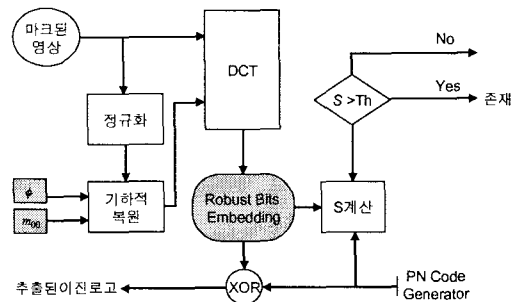 마크된
영상
No
DCT
S >Th
Yes
존재
정규화
ϕ
기하적
복원
m₀₀
Robust Bits
Embedding
S계산
추출된이진로고
XOR
PN Code
Generator